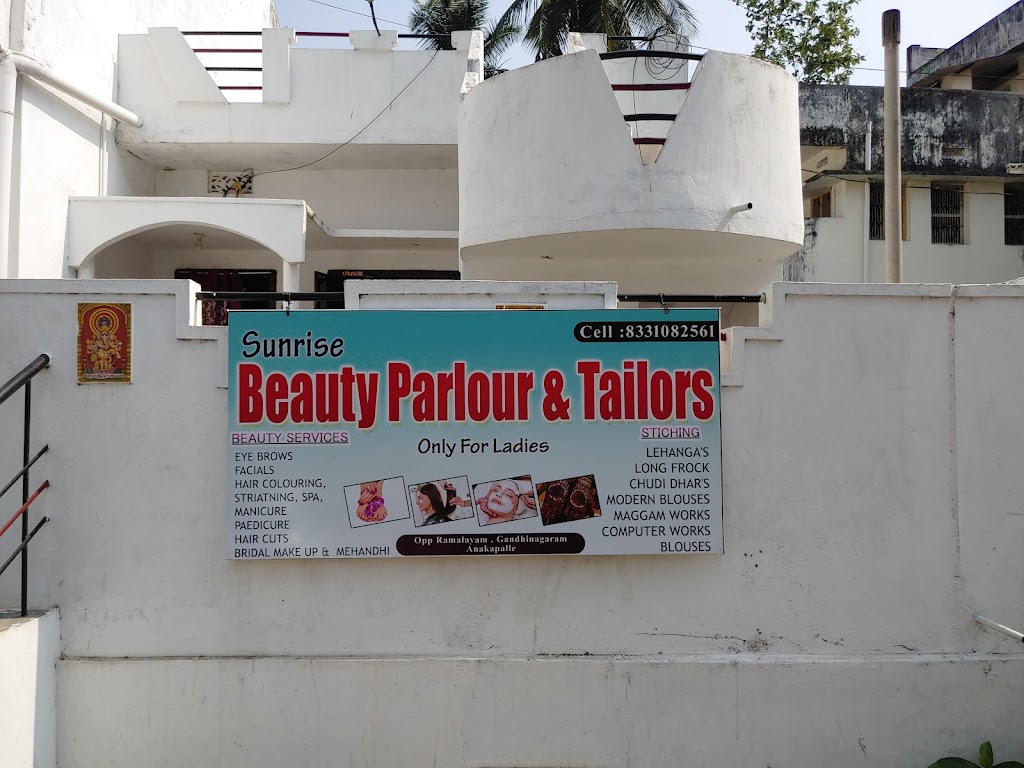 Sunrise
Cell :8331082561
Beauty Parlour & Tailors
Only For Ladies
BEAUTY SERVICES
EYE BROWS
FACIALS
HAIR COLOURING,
STRIATNING, SPA,
MANICURE
PAEDICURE
HAIR CUTS
BRIDAL MAKE UP & MEHANDHI
STICHING
LEHANGA'S
LONG FROCK
CHUDI DHAR'S
MODERN BLOUSES
MAGGAM WORKS
COMPUTER WORKS
BLOUSES
Opp Ramalayam , Gandhinagaram
Anakapalle